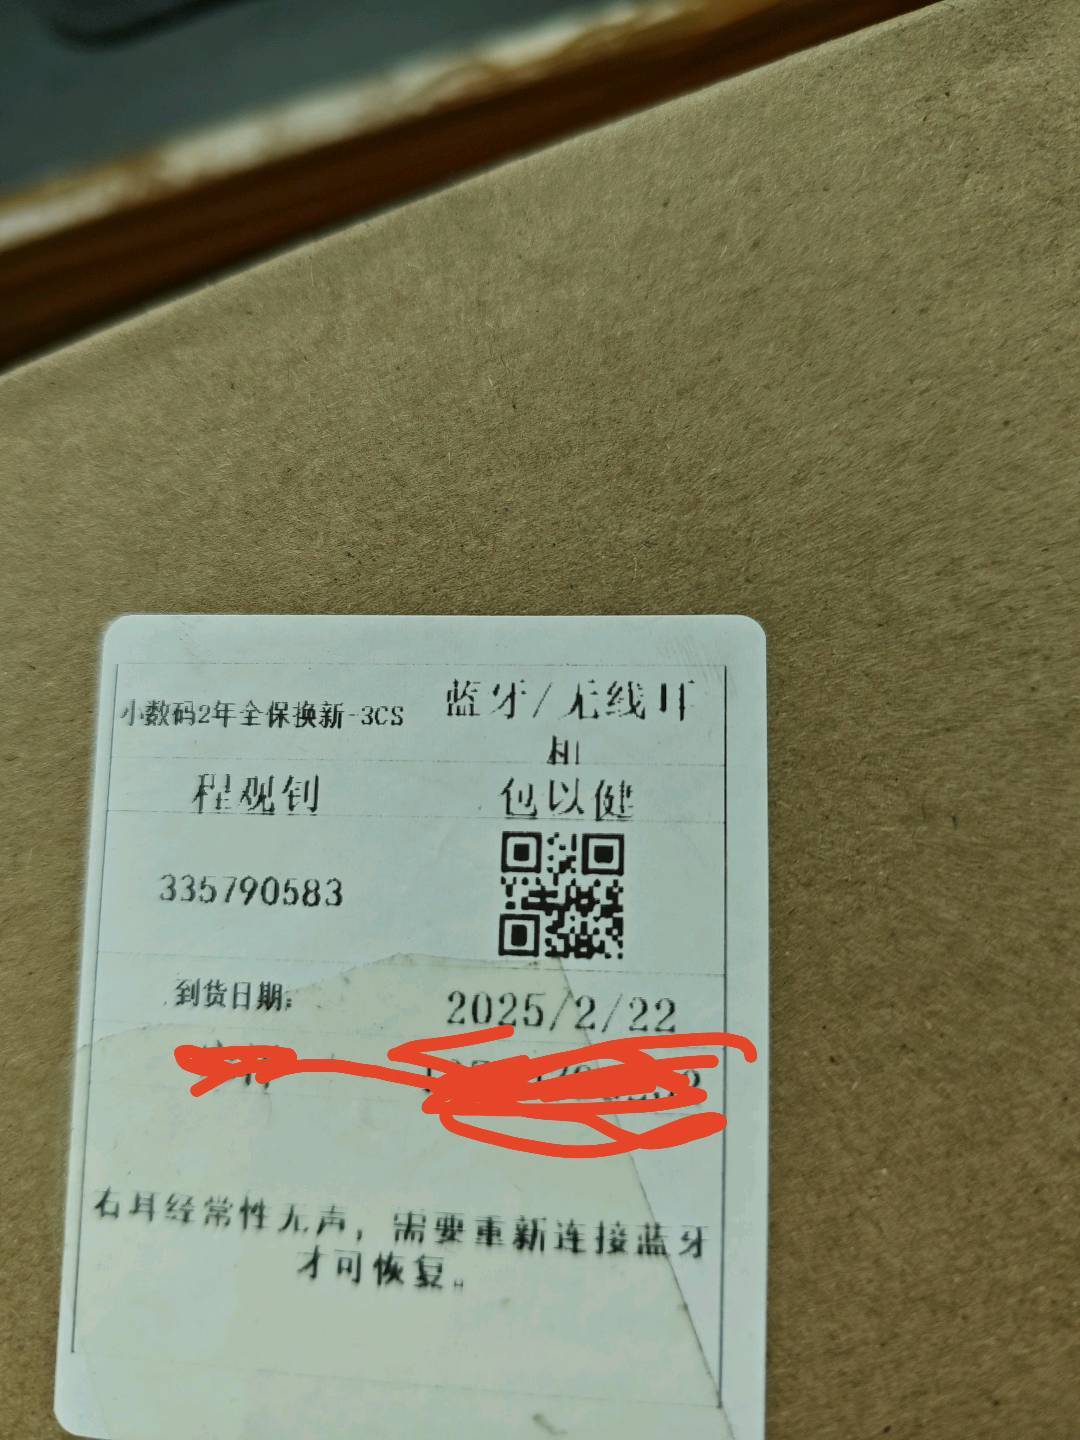 小数码2年全保换新-3CS
蓝牙/无线耳
机
程观钊
包以健
335790583
到货日期:
2025/2/22
右耳经常性无声，需要重新连接蓝牙
才可恢复。